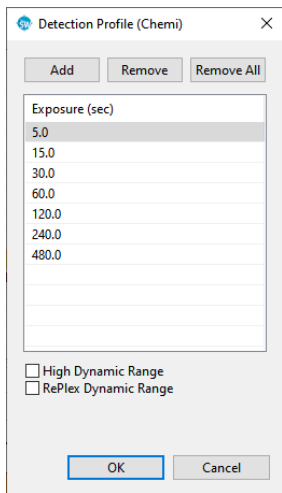 SW Detection Profile (Chemi)
Add Remove Remove All
Exposure (sec)
5.0
15.0
30.0
60.0
120.0
240.0
480.0
High Dynamic Range
RePlex Dynamic Range
OK Cancel